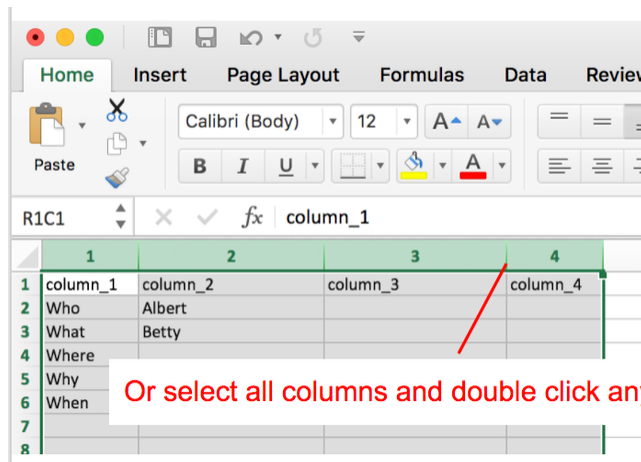 Home Insert Page Layout Formulas Data Review
Calibri (Body) 12 A A
Paste B I U A
R1C1 fx column_1
1 2 3 4
1 column_1 column_2 column_3 column_4
2 Who Albert
3 What Betty
4 Where
5 Why
6 When
Or select all columns and double click an
7
8